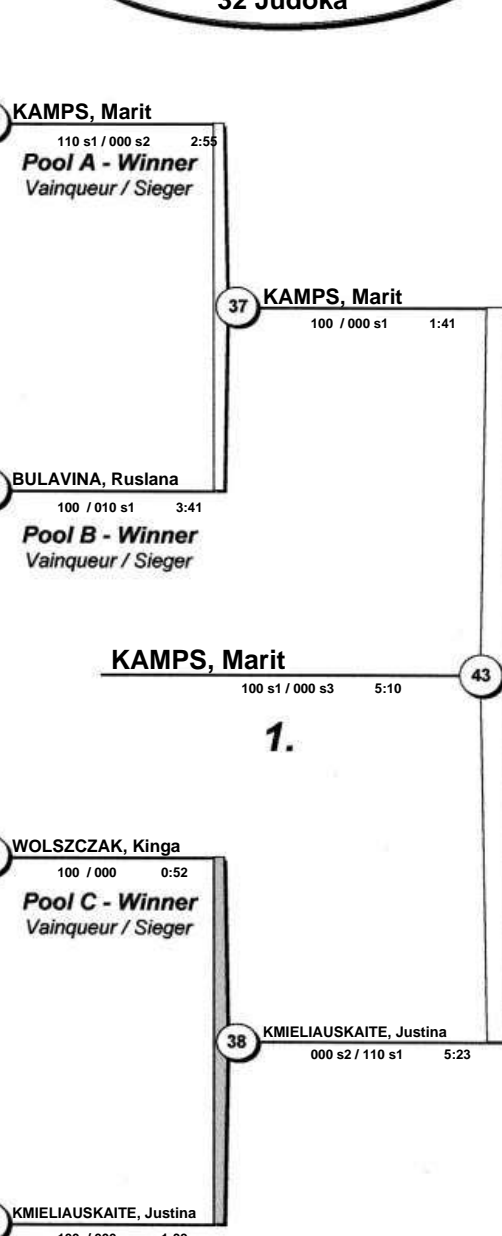 32 Judoka
KAMPS, Marit
110 s1 / 000 s2 2:55
Pool A - Winner
Vainqueur / Sieger
37
KAMPS, Marit
100 / 000 s1 1:41
BULAVINA, Ruslana
100 / 010 s1 3:41
Pool B - Winner
Vainqueur / Sieger
KAMPS, Marit
43
100 s1 / 000 s3 5:10
1.
WOLSZCZAK, Kinga
100 / 000 0:52
Pool C - Winner
Vainqueur / Sieger
38
KMIELIAUSKAITE, Justina
000 s2 / 110 s1 5:23
KMIELIAUSKAITE, Justina